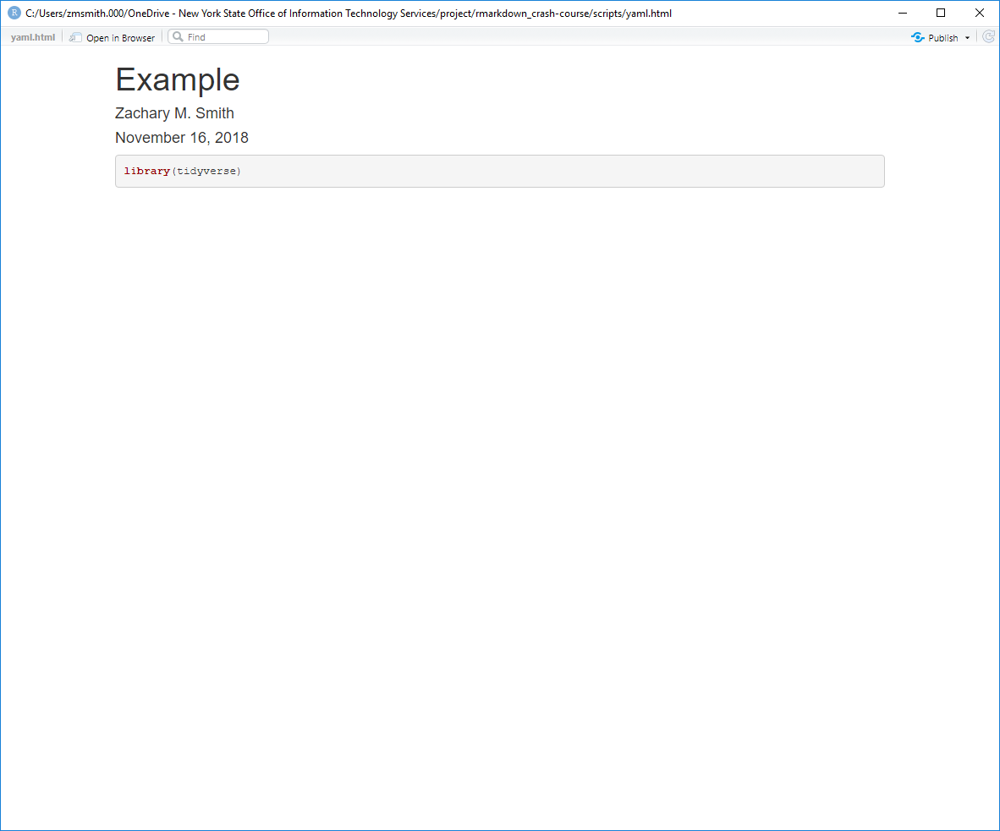 R C:/Users/zmsmith.000/OneDrive - New York State Office of Information Technology Services/project/rmarkdown_crash-course/scripts/yaml.html
yaml.html Open in Browser Find Publish
Example
Zachary M. Smith
November 16, 2018
library(tidyverse)